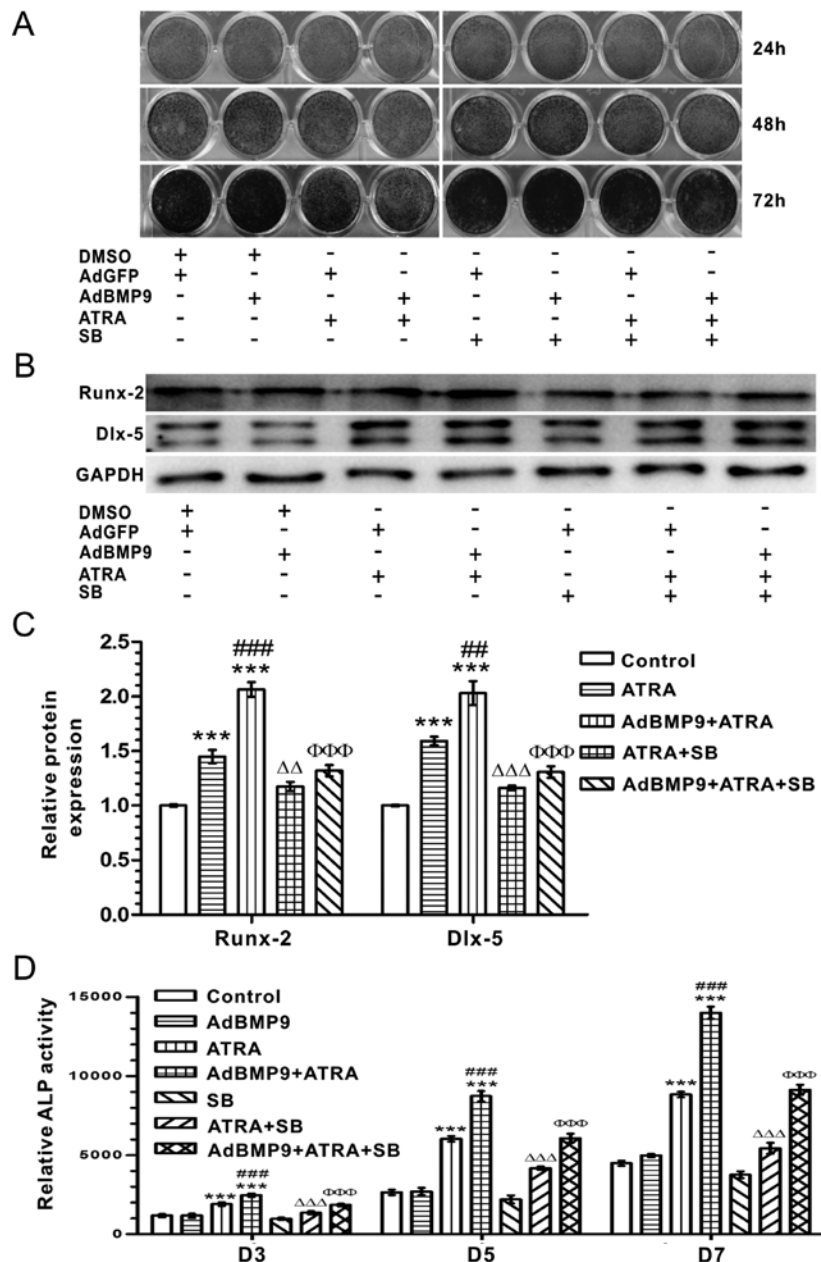 A
24h
48h
72h
DMSO + + - - - - - -
AdGFP + - + - + - + -
AdBMP9 - + - + - + - +
ATRA - - + + - - + +
SB - - - - + + + +
B
Runx-2
Dlx-5
GAPDH
DMSO + + - - - - -
AdGFP + - + - + + -
AdBMP9 - + - + - - +
ATRA - - + + - + +
SB - - - - + + +
C
Relative protein
expression
2.5
2.0
1.5
1.0
0.5
0.0
### ##
*** ***
*** ***
ΔΔ ΦΦΦ ΔΔΔ ΦΦΦ
Runx-2 Dlx-5
Control
ATRA
AdBMP9+ATRA
ATRA+SB
AdBMP9+ATRA+SB
D
Relative ALP activity
15000
10000
5000
0
Control
AdBMP9
ATRA
AdBMP9+ATRA
SB
ATRA+SB
AdBMP9+ATRA+SB
*** ### *** ΔΔΔ ΦΦΦ
*** ### *** ΔΔΔ ΦΦΦ
*** ### *** ΔΔΔ ΦΦΦ
D3 D5 D7